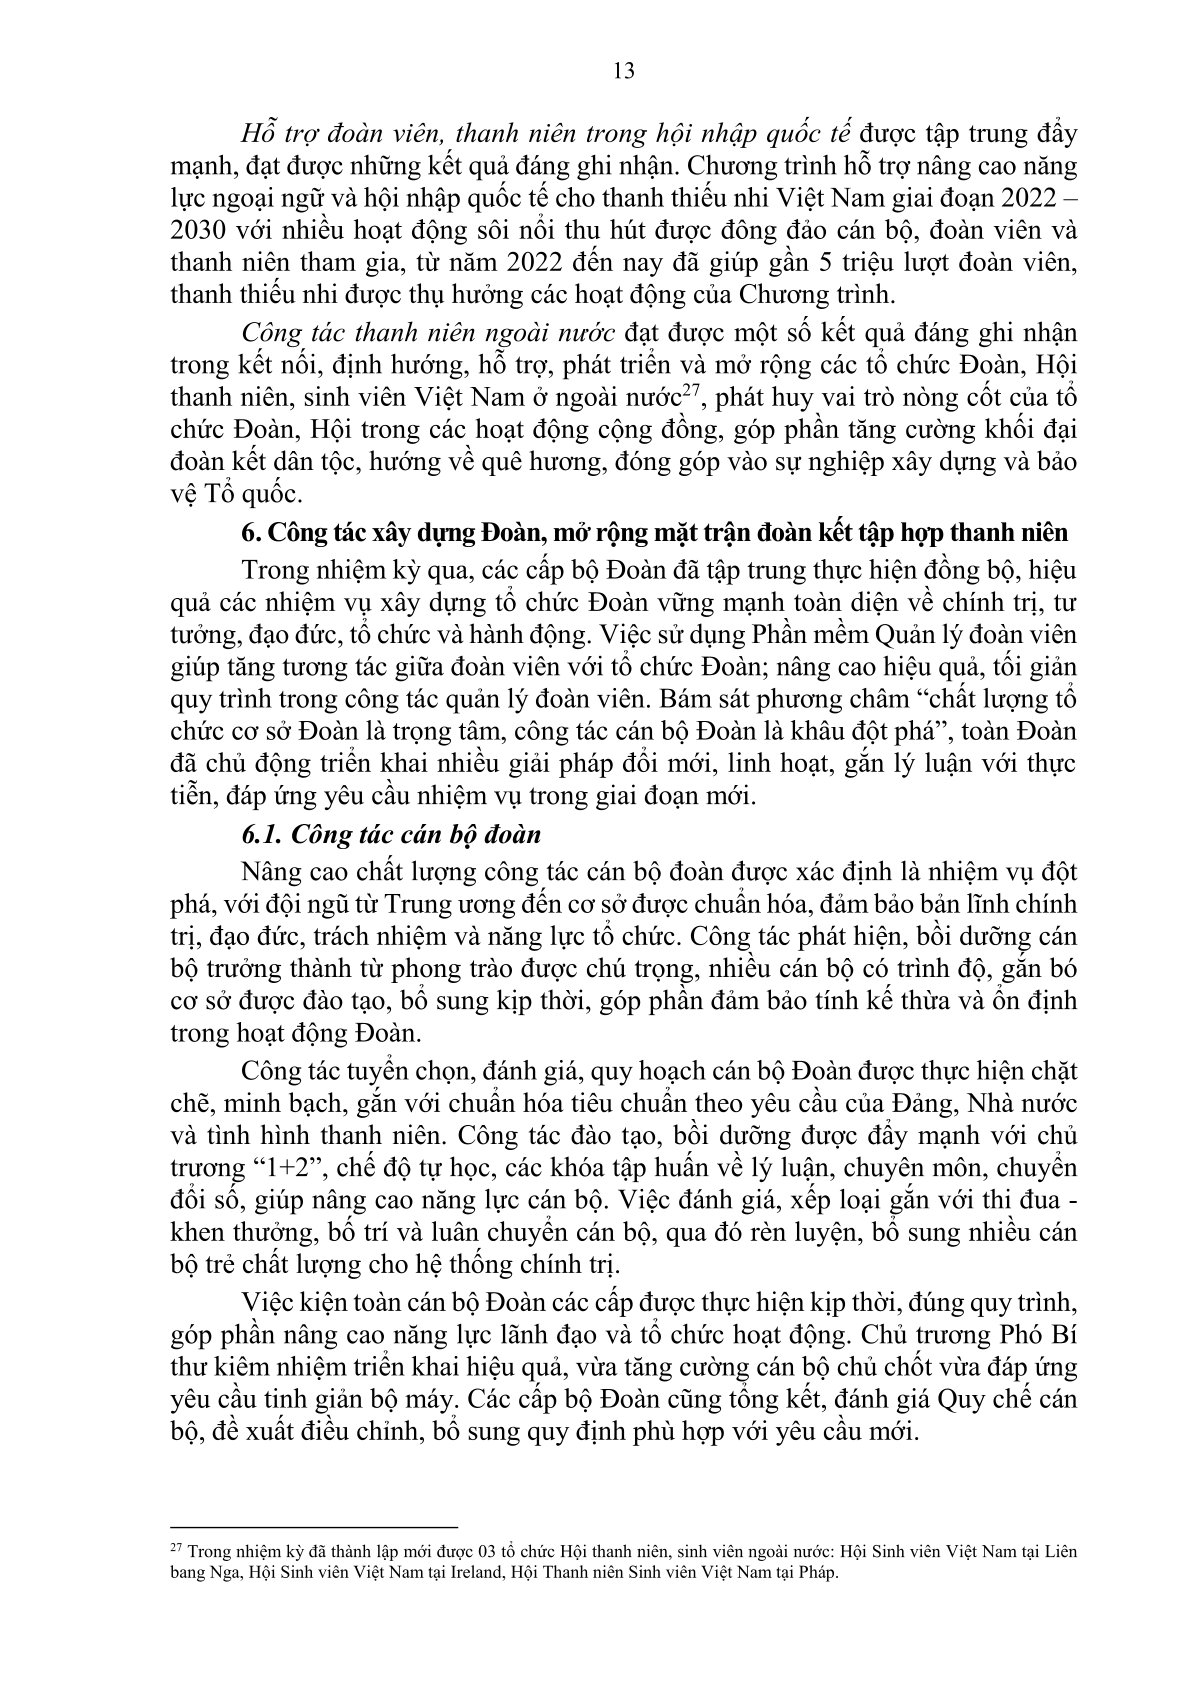 13
Hỗ trợ đoàn viên, thanh niên trong hội nhập quốc tế được tập trung đẩy
mạnh, đạt được những kết quả đáng ghi nhận. Chương trình hỗ trợ nâng cao năng
lực ngoại ngữ và hội nhập quốc tế cho thanh thiếu nhi Việt Nam giai đoạn 2022 –
2030 với nhiều hoạt động sôi nổi thu hút được đông đảo cán bộ, đoàn viên và
thanh niên tham gia, từ năm 2022 đến nay đã giúp gần 5 triệu lượt đoàn viên,
thanh thiếu nhi được thụ hưởng các hoạt động của Chương trình.
Công tác thanh niên ngoài nước đạt được một số kết quả đáng ghi nhận
trong kết nối, định hướng, hỗ trợ, phát triển và mở rộng các tổ chức Đoàn, Hội
thanh niên, sinh viên Việt Nam ở ngoài nước27, phát huy vai trò nòng cốt của tổ
chức Đoàn, Hội trong các hoạt động cộng đồng, góp phần tăng cường khối đại
đoàn kết dân tộc, hướng về quê hương, đóng góp vào sự nghiệp xây dựng và bảo
vệ Tổ quốc.
6. Công tác xây dựng Đoàn, mở rộng mặt trận đoàn kết tập hợp thanh niên
Trong nhiệm kỳ qua, các cấp bộ Đoàn đã tập trung thực hiện đồng bộ, hiệu
quả các nhiệm vụ xây dựng tổ chức Đoàn vững mạnh toàn diện về chính trị, tư
tưởng, đạo đức, tổ chức và hành động. Việc sử dụng Phần mềm Quản lý đoàn viên
giúp tăng tương tác giữa đoàn viên với tổ chức Đoàn; nâng cao hiệu quả, tối giản
quy trình trong công tác quản lý đoàn viên. Bám sát phương châm “chất lượng tổ
chức cơ sở Đoàn là trọng tâm, công tác cán bộ Đoàn là khâu đột phá”, toàn Đoàn
đã chủ động triển khai nhiều giải pháp đổi mới, linh hoạt, gắn lý luận với thực
tiễn, đáp ứng yêu cầu nhiệm vụ trong giai đoạn mới.
6.1. Công tác cán bộ đoàn
Nâng cao chất lượng công tác cán bộ đoàn được xác định là nhiệm vụ đột
phá, với đội ngũ từ Trung ương đến cơ sở được chuẩn hóa, đảm bảo bản lĩnh chính
trị, đạo đức, trách nhiệm và năng lực tổ chức. Công tác phát hiện, bồi dưỡng cán
bộ trưởng thành từ phong trào được chú trọng, nhiều cán bộ có trình độ, gắn bó
cơ sở được đào tạo, bổ sung kịp thời, góp phần đảm bảo tính kế thừa và ổn định
trong hoạt động Đoàn.
Công tác tuyển chọn, đánh giá, quy hoạch cán bộ Đoàn được thực hiện chặt
chẽ, minh bạch, gắn với chuẩn hóa tiêu chuẩn theo yêu cầu của Đảng, Nhà nước
và tình hình thanh niên. Công tác đào tạo, bồi dưỡng được đẩy mạnh với chủ
trương “1+2”, chế độ tự học, các khóa tập huấn về lý luận, chuyên môn, chuyển
đổi số, giúp nâng cao năng lực cán bộ. Việc đánh giá, xếp loại gắn với thi đua -
khen thưởng, bố trí và luân chuyển cán bộ, qua đó rèn luyện, bổ sung nhiều cán
bộ trẻ chất lượng cho hệ thống chính trị.
Việc kiện toàn cán bộ Đoàn các cấp được thực hiện kịp thời, đúng quy trình,
góp phần nâng cao năng lực lãnh đạo và tổ chức hoạt động. Chủ trương Phó Bí
thư kiêm nhiệm triển khai hiệu quả, vừa tăng cường cán bộ chủ chốt vừa đáp ứng
yêu cầu tinh giản bộ máy. Các cấp bộ Đoàn cũng tổng kết, đánh giá Quy chế cán
bộ, đề xuất điều chỉnh, bổ sung quy định phù hợp với yêu cầu mới.
27 Trong nhiệm kỳ đã thành lập mới được 03 tổ chức Hội thanh niên, sinh viên ngoài nước: Hội Sinh viên Việt Nam tại Liên
bang Nga, Hội Sinh viên Việt Nam tại Ireland, Hội Thanh niên Sinh viên Việt Nam tại Pháp.